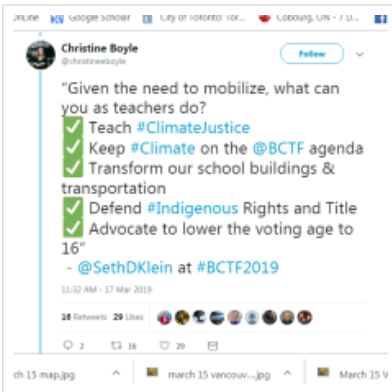 Google Scholar City of Toronto: Tor... Cobourg, ON - 7 D...
Christine Boyle
@christineeboyle
Follow
"Given the need to mobilize, what can
you as teachers do?
✅ Teach #ClimateJustice
✅ Keep #Climate on the @BCTF agenda
✅ Transform our school buildings &
transportation
✅ Defend #Indigenous Rights and Title
✅ Advocate to lower the voting age to
16"
- @SethDKlein at #BCTF2019
11:32 AM - 17 Mar 2019
16 Retweets 29 Likes
2 16 29
ch 15 map.jpg march 15 vancouv....jpg March 15 V